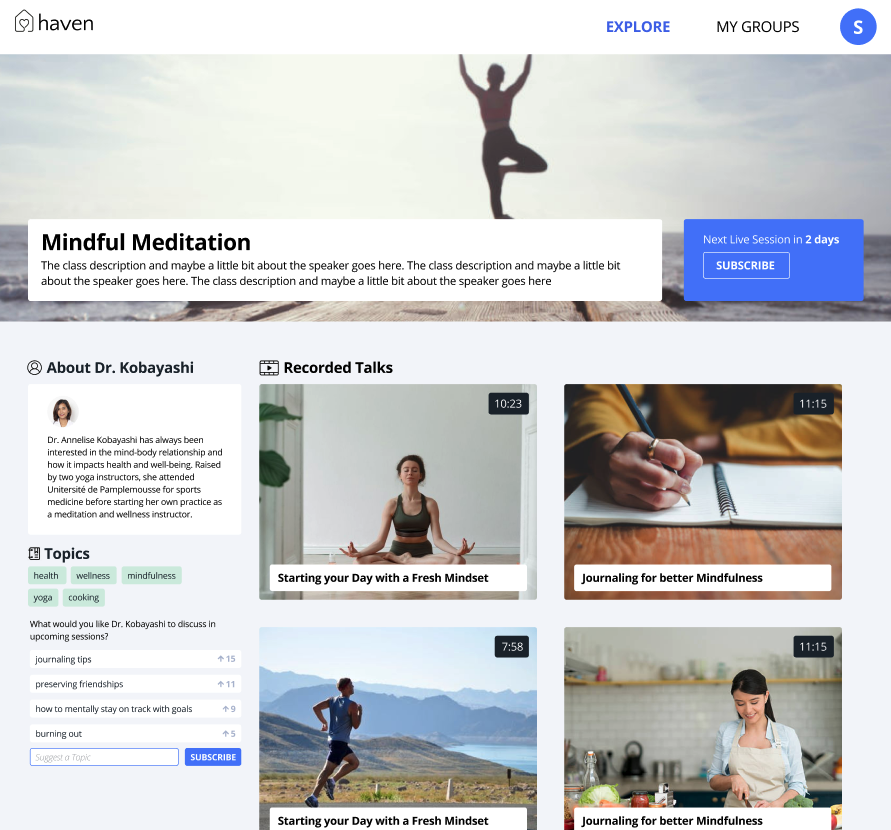 haven
EXPLORE
MY GROUPS
S
Mindful Meditation
The class description and maybe a little bit about the speaker goes here. The class description and maybe a little bit
about the speaker goes here. The class description and maybe a little bit about the speaker goes here
Next Live Session in 2 days
SUBSCRIBE
About Dr. Kobayashi
Dr. Annelise Kobayashi has always been
interested in the mind-body relationship and
how it impacts health and well-being. Raised
by two yoga instructors, she attended
Untersité de Pamplemousse for sports
medicine before starting her own practice as
a meditation and wellness instructor.
Topics
health
wellness
mindfulness
yoga
cooking
What would you like Dr. Kobayashi to discuss in
upcoming sessions?
journaling tips
15
preserving friendships
11
how to mentally stay on track with goals
9
burning out
5
Suggest a Topic
SUBSCRIBE
Recorded Talks
10:23
Starting your Day with a Fresh Mindset
11:15
Journaling for better Mindfulness
7:58
Starting your Day with a Fresh Mindset
11:15
Journaling for better Mindfulness